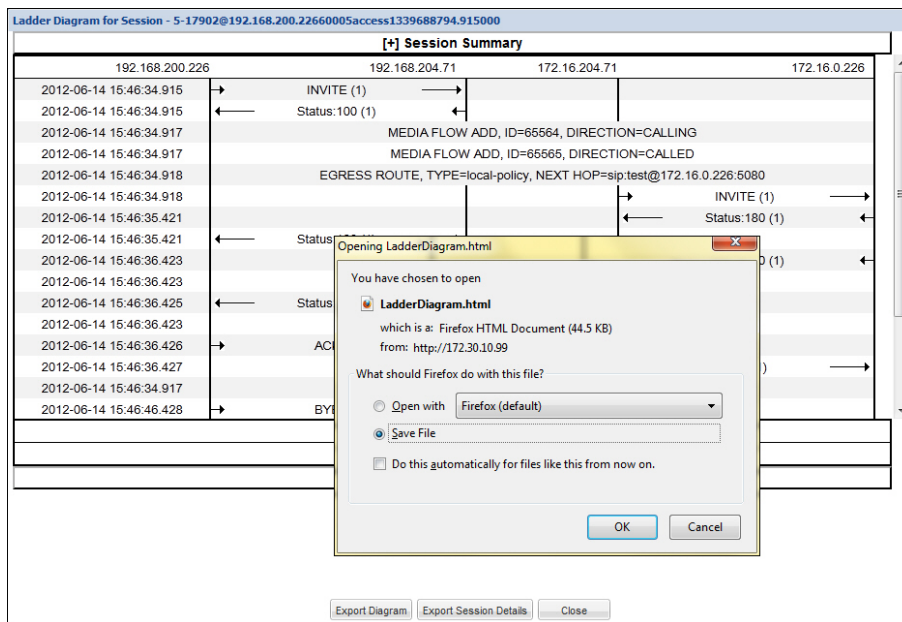 Ladder Diagram for Session - 5-17902@192.168.200.22660005access1339688794.915000
[+] Session Summary
192.168.200.226 192.168.204.71 172.16.204.71 172.16.0.226
2012-06-14 15:46:34.915 INVITE (1)
2012-06-14 15:46:34.915 Status:100 (1)
2012-06-14 15:46:34.917 MEDIA FLOW ADD, ID=65564, DIRECTION=CALLING
2012-06-14 15:46:34.917 MEDIA FLOW ADD, ID=65565, DIRECTION=CALLED
2012-06-14 15:46:34.918 EGRESS ROUTE, TYPE=local-policy, NEXT HOP=sip:test@172.16.0.226:5080
2012-06-14 15:46:34.918 INVITE (1)
2012-06-14 15:46:35.421 Status:180 (1)
2012-06-14 15:46:35.421 Status
2012-06-14 15:46:36.423 0 (1)
2012-06-14 15:46:36.423
2012-06-14 15:46:36.425 Status
2012-06-14 15:46:36.423
2012-06-14 15:46:36.426 AC
2012-06-14 15:46:36.427 )
2012-06-14 15:46:34.917
2012-06-14 15:46:46.428 BY
Opening LadderDiagram.html
You have chosen to open
LadderDiagram.html
which is a: Firefox HTML Document (44.5 KB)
from: http://172.30.10.99
What should Firefox do with this file?
Open with Firefox (default)
Save File
Do this automatically for files like this from now on.
OK Cancel
Export Diagram Export Session Details Close